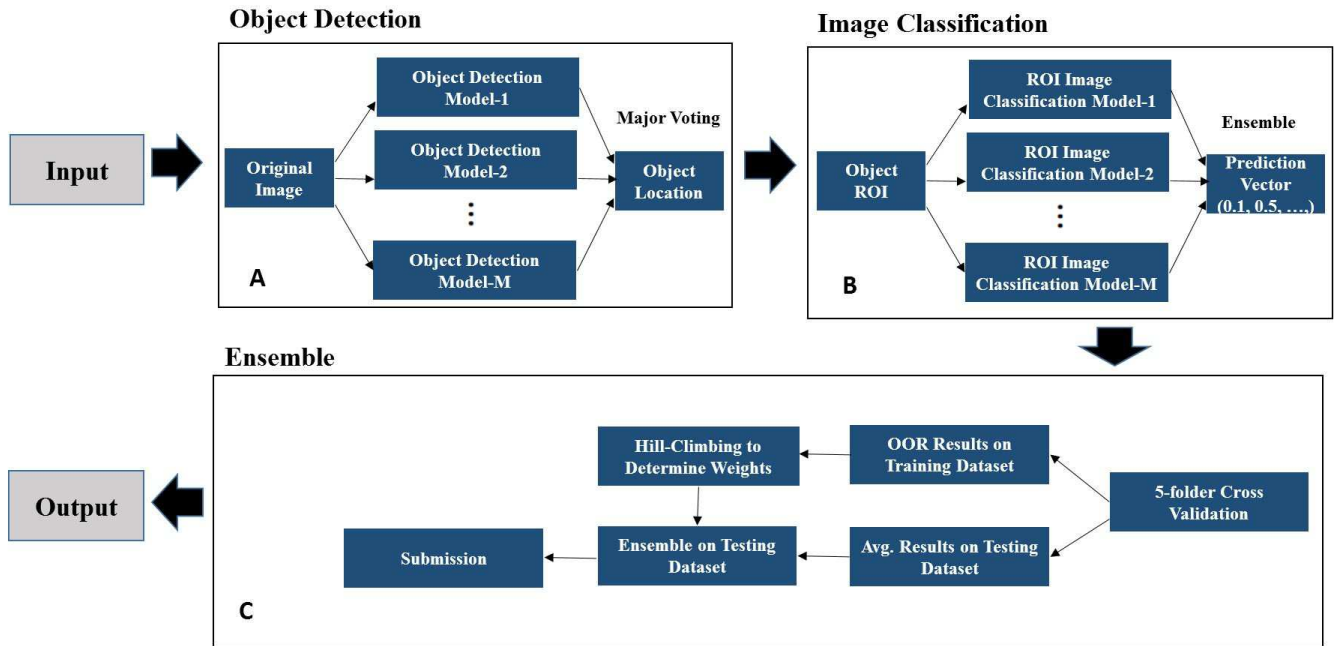 Object Detection
Image Classification
Input
Original
Image
Object Detection
Model-1
Object Detection
Model-2
⋮
Object Detection
Model-M
Major Voting
Object
Location
A
Object
ROI
ROI Image
Classification Model-1
ROI Image
Classification Model-2
⋮
ROI Image
Classification Model-M
Ensemble
Prediction
Vector
(0.1, 0.5, ...,)
B
Ensemble
Output
Submission
Hill-Climbing to
Determine Weights
Ensemble on Testing
Dataset
OOR Results on
Training Dataset
Avg. Results on Testing
Dataset
5-folder Cross
Validation
C